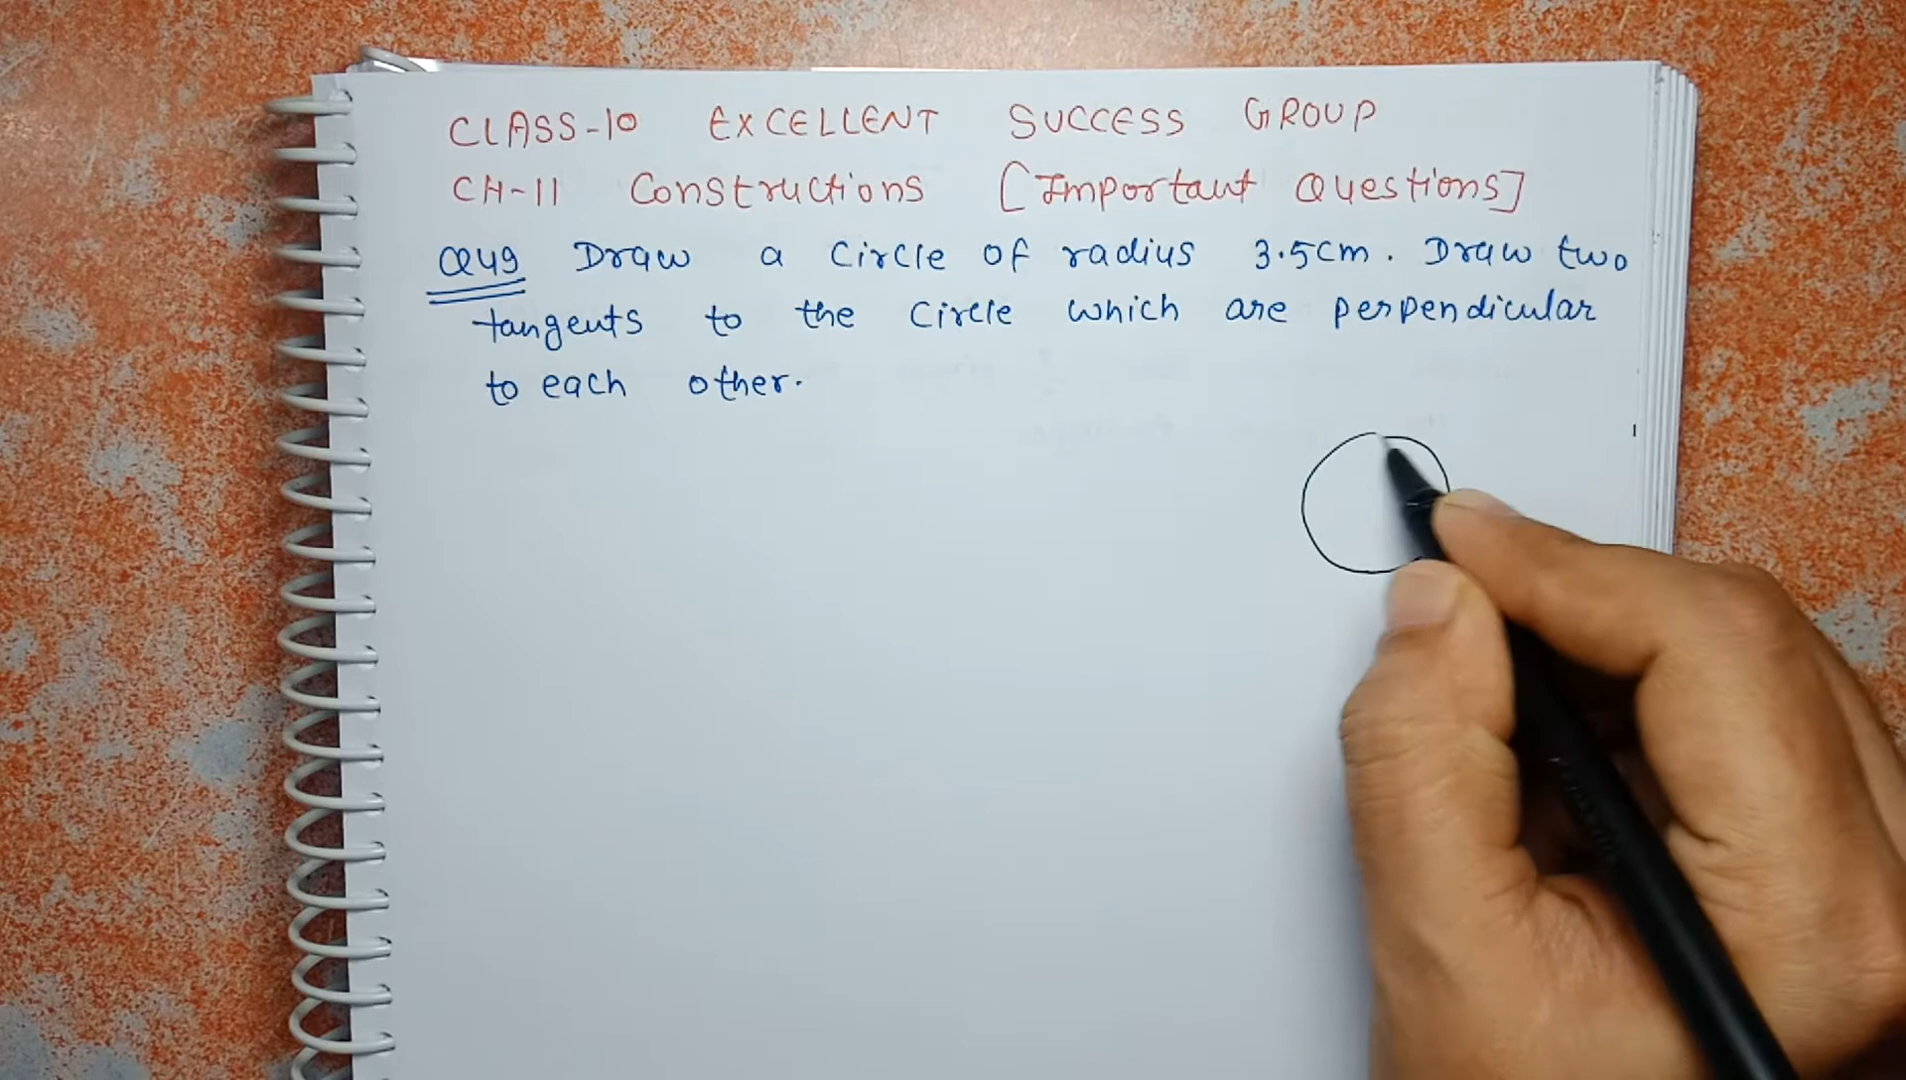 CLASS-10 EXCELLENT SUCCESS GROUP
CH-11 Constructions [Important Questions]
Q49 Draw a circle of radius 3.5cm. Draw two
tangents to the circle which are perpendicular
to each other.